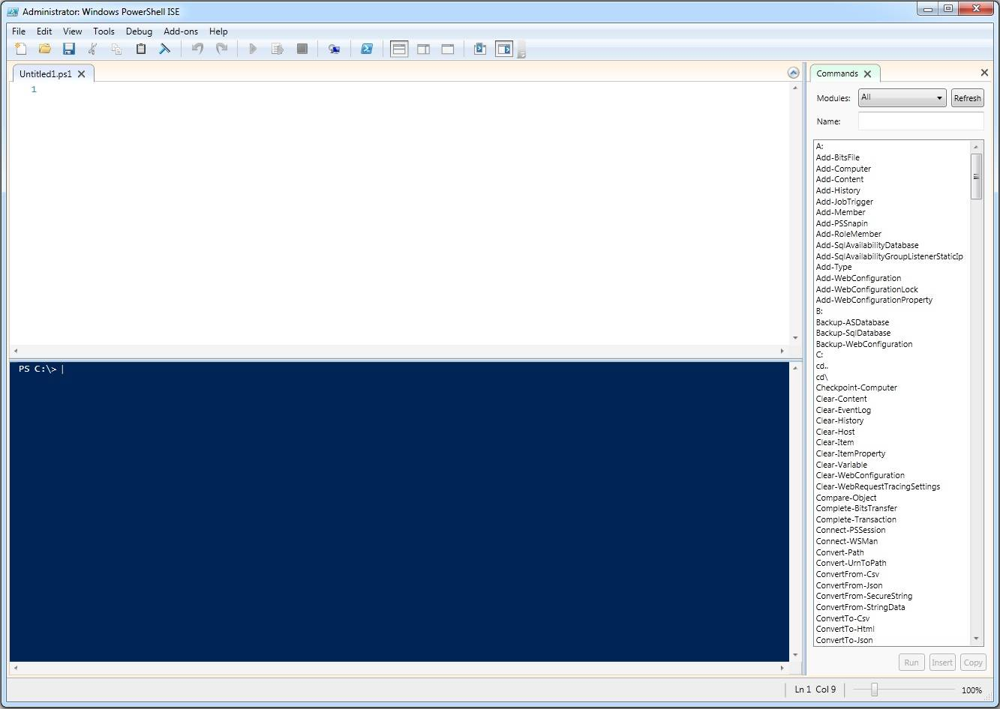 Administrator: Windows PowerShell ISE
File Edit View Tools Debug Add-ons Help
Untitled1.ps1
1
PS C:\>
Commands
Modules: All Refresh
Name:
A:
Add-BitsFile
Add-Computer
Add-Content
Add-History
Add-JobTrigger
Add-Member
Add-PSSnapin
Add-RoleMember
Add-SqlAvailabilityDatabase
Add-SqlAvailabilityGroupListenerStaticIp
Add-Type
Add-WebConfiguration
Add-WebConfigurationLock
Add-WebConfigurationProperty
B:
Backup-ASDatabase
Backup-SqlDatabase
Backup-WebConfiguration
C:
cd..
cd\
Checkpoint-Computer
Clear-Content
Clear-EventLog
Clear-History
Clear-Host
Clear-Item
Clear-ItemProperty
Clear-Variable
Clear-WebConfiguration
Clear-WebRequestTracingSettings
Compare-Object
Complete-BitsTransfer
Complete-Transaction
Connect-PSSession
Connect-WSMan
Convert-Path
Convert-UrnToPath
ConvertFrom-Csv
ConvertFrom-Json
ConvertFrom-SecureString
ConvertFrom-StringData
ConvertTo-Csv
ConvertTo-Html
ConvertTo-Json
Run Insert Copy
Ln 1 Col 9 100%